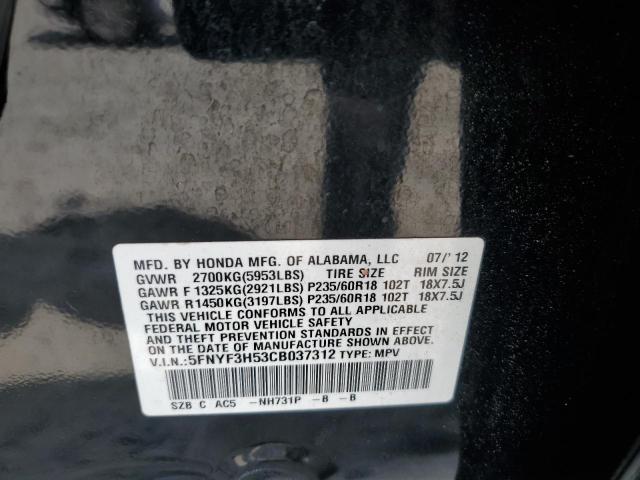 MFD. BY HONDA MFG. OF ALABAMA, LLC 07/'12
GVWR 2700KG(5953LBS) TIRE SIZE RIM SIZE
GAWR F 1325KG(2921LBS) P235/60R18 102T 18X7.5J
GAWR R1450KG(3197LBS) P235/60R18 102T 18X7.5J
THIS VEHICLE CONFORMS TO ALL APPLICABLE
FEDERAL MOTOR VEHICLE SAFETY
AND THEFT PREVENTION STANDARDS IN EFFECT
ON THE DATE OF MANUFACTURE SHOWN ABOVE.
V.I.N.:5FNYF3H53CB037312 TYPE: MPV
SZB C AC5 -NH731P -B -B